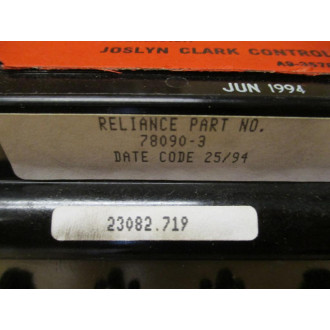 JOSLYN CLARK CONTROL
JUN 1994
RELIANCE PART NO.
78090-3
DATE CODE 25/94
23082.719